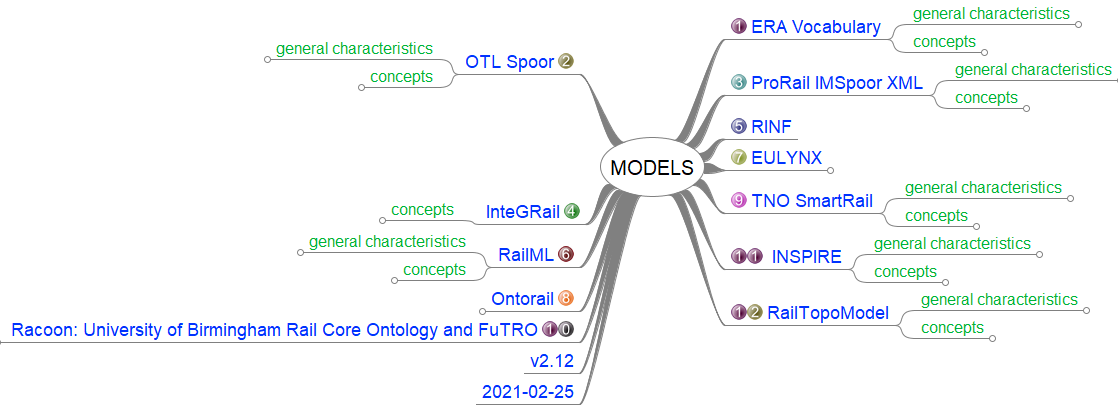 MODELS
1 ERA Vocabulary
general characteristics
concepts
OTL Spoor 2
general characteristics
concepts
3 ProRail IMSpoor XML
general characteristics
concepts
InteGRail 4
concepts
5 RINF
RailML 6
general characteristics
concepts
7 EULYNX
Ontorail 8
9 TNO SmartRail
general characteristics
concepts
Racoon: University of Birmingham Rail Core Ontology and FuTRO 10
11 INSPIRE
general characteristics
concepts
12 RailTopoModel
general characteristics
concepts
v2.12
2021-02-25